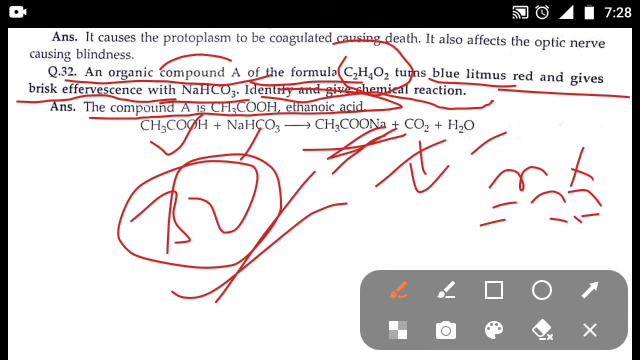 7:28
Ans. It causes the protoplasm to be coagulated causing death. It also affects the optic nerve
causing blindness.
Q.32. An organic compound A of the formula C₂H₄O₂ turns blue litmus red and gives
brisk effervescence with NaHCO₃. Identify and give chemical reaction.
Ans. The compound A is CH₃COOH, ethanoic acid.
CH₃COOH + NaHCO₃ ⟶ CH₃COONa + CO₂ + H₂O